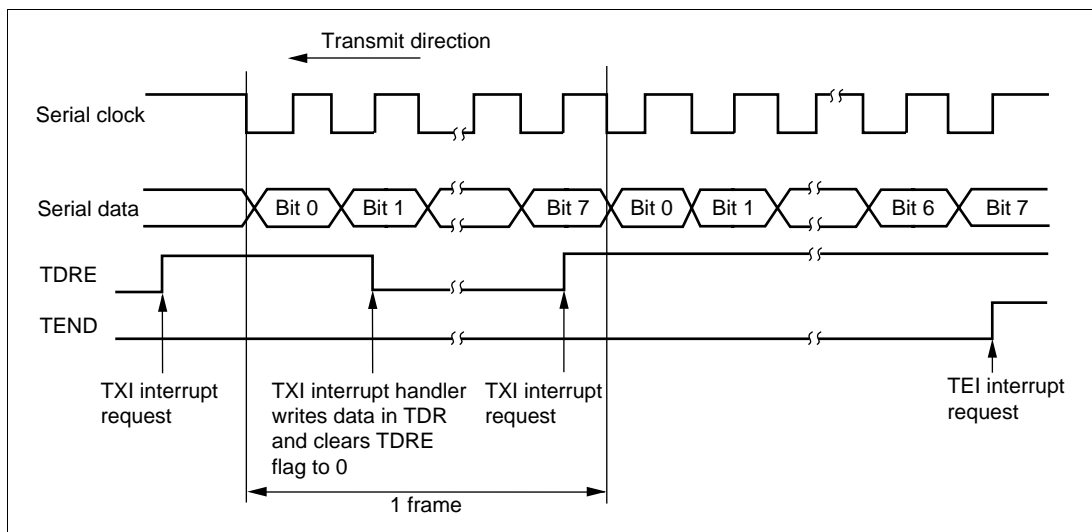 Transmit direction
Serial clock
Serial data
Bit 0
Bit 1
Bit 7
Bit 0
Bit 1
Bit 6
Bit 7
TDRE
TEND
TXI interrupt
request
TXI interrupt handler
writes data in TDR
and clears TDRE
flag to 0
TXI interrupt
request
TEI interrupt
request
1 frame